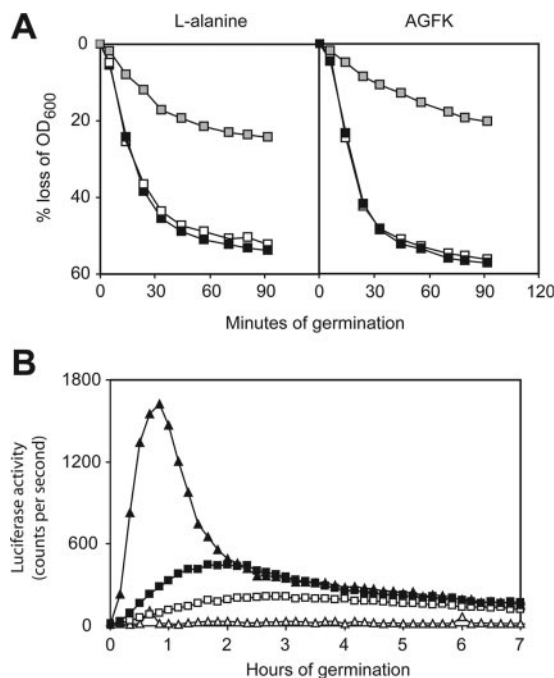 A
L-alanine
AGFK
% loss of OD600
0
20
40
60
0 30 60 90 0 30 60 90 120
Minutes of germination
B
Luciferase activity
(counts per second)
1800
1200
600
0
0 1 2 3 4 5 6 7
Hours of germination